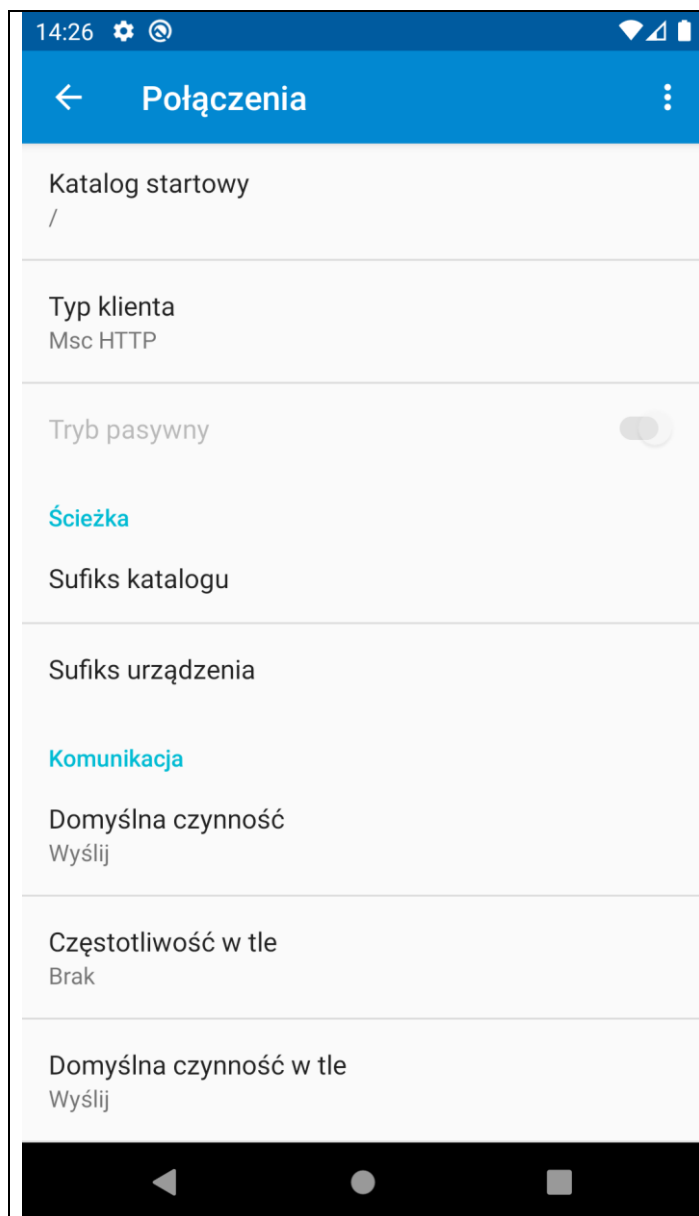 14:26
Połączenia
Katalog startowy
/
Typ klienta
Msc HTTP
Tryb pasywny
Ścieżka
Sufiks katalogu
Sufiks urządzenia
Komunikacja
Domyślna czynność
Wyślij
Częstotliwość w tle
Brak
Domyślna czynność w tle
Wyślij